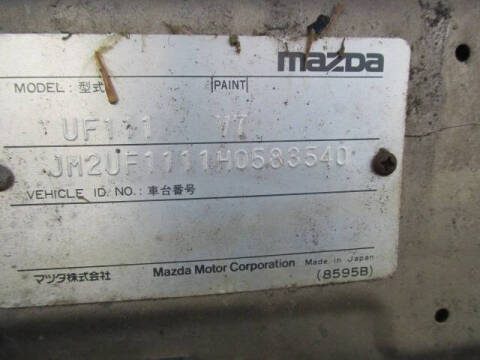 mazda
MODEL: 型式 PAINT
UF111 77
JM2UF1111H0583540
VEHICLE ID. NO.: 車台番号
マツダ株式会社 Mazda Motor Corporation Made in Japan
(8595B)